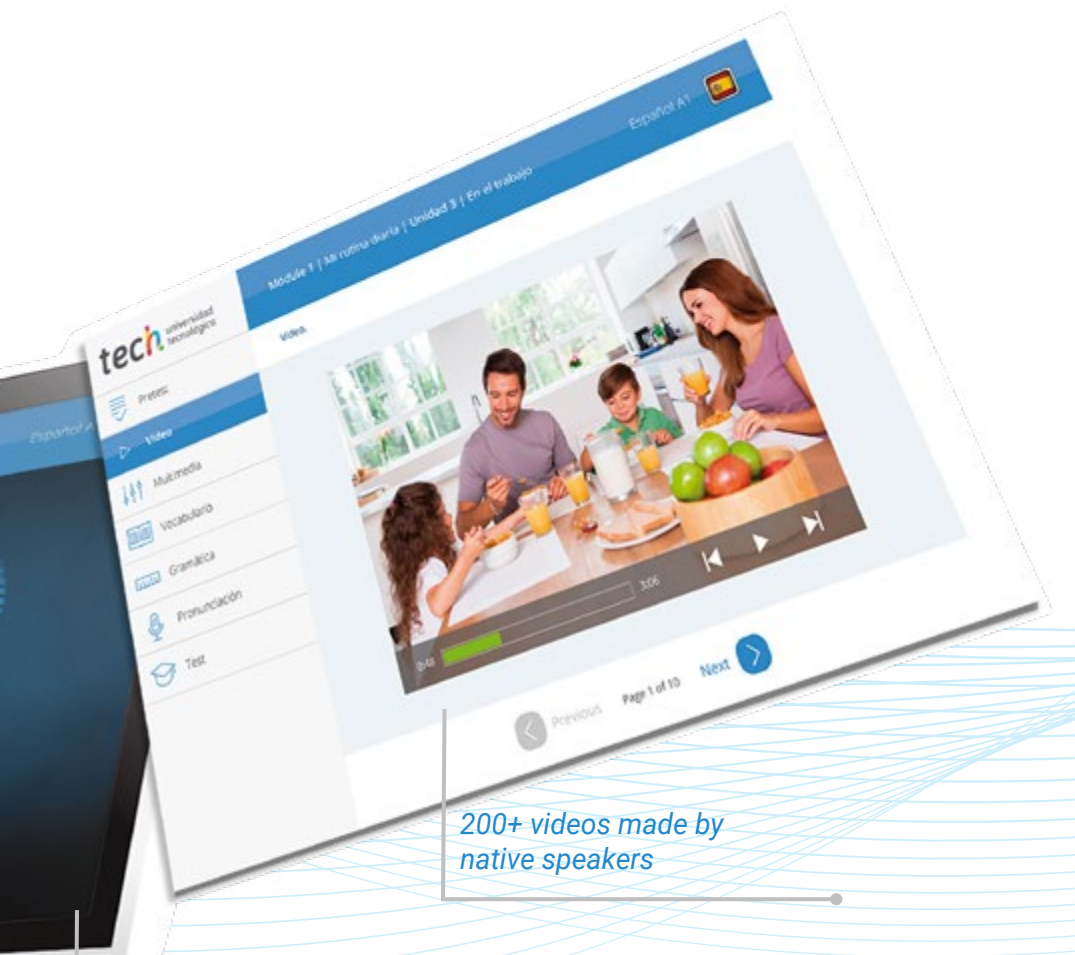 Español A1
Module 1 | Mi rutina diaria | Unidad 3 | En el trabajo
tech universidad
tecnológica
Video
Pretest
Video
Multimedia
Vocabulario
Gramática
Pronunciación
Test
Español A
0:48
3:06
Previous
Page 1 of 10
Next
200+ videos made by
native speakers